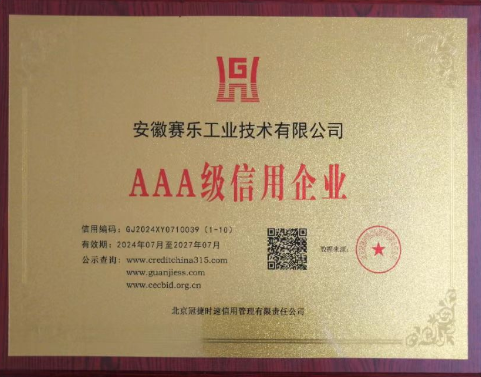 安徽赛乐工业技术有限公司
AAA级信用企业
信用编码：GJ2024XY0710039（1-10）
有效期：2024年07月至2027年07月
公示查询：www.creditchina315.com
www.guanjiess.com
www.cecbid.org.cn
北京冠捷时速信用管理有限责任公司